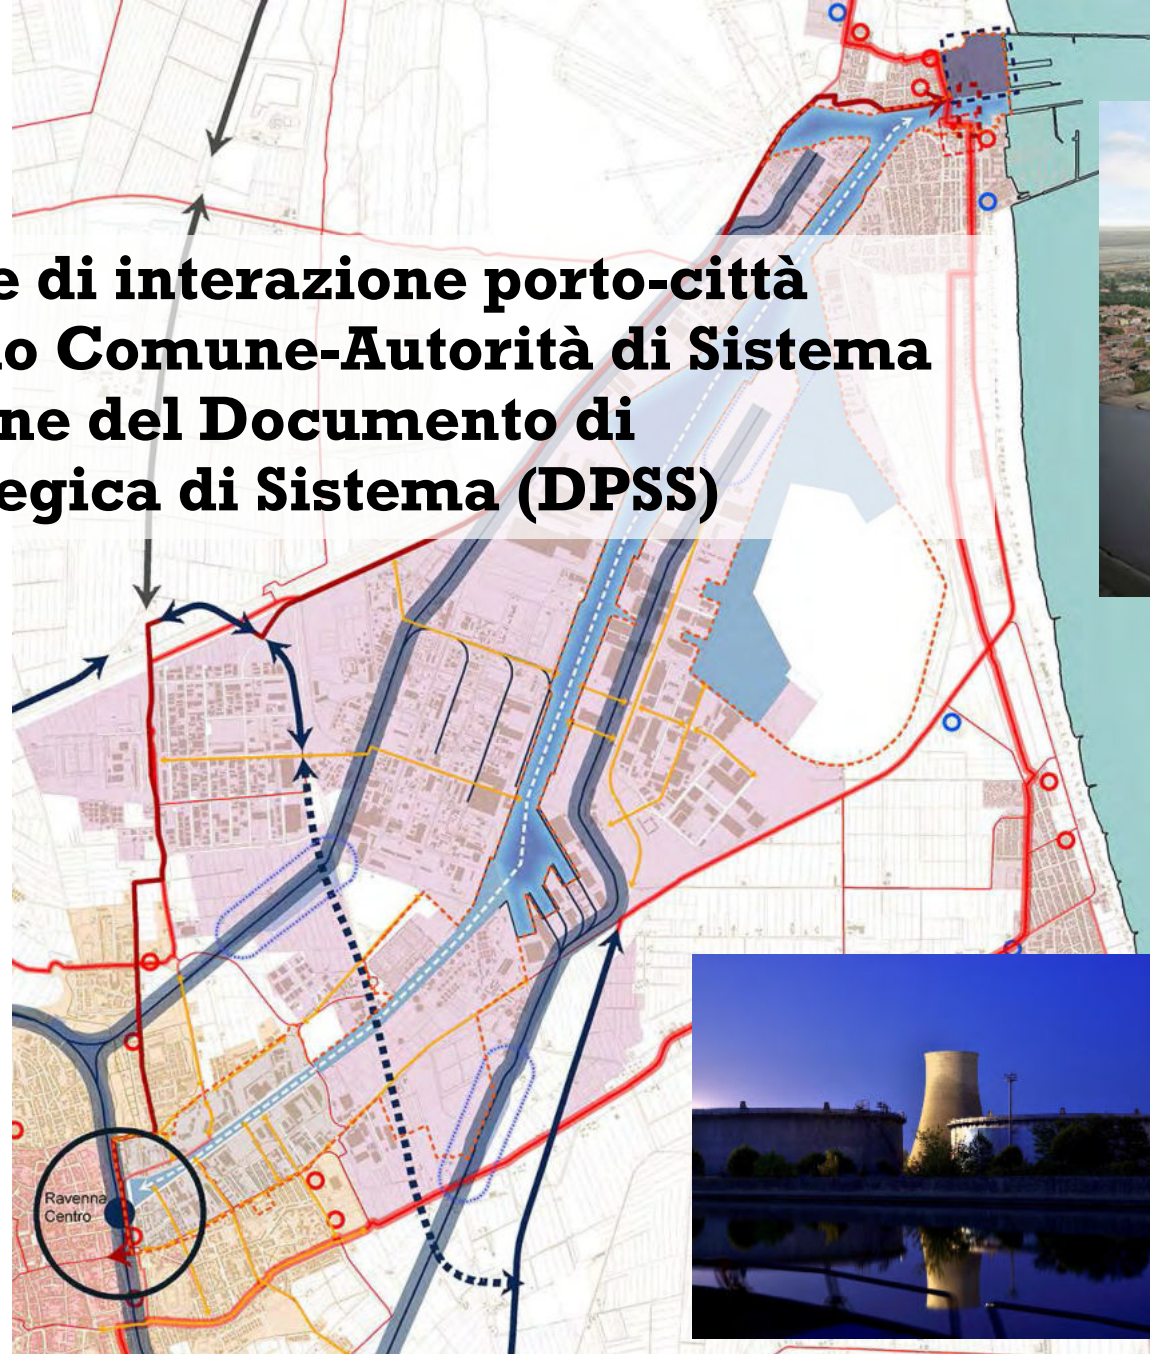 e di interazione porto-città
o Comune-Autorità di Sistema
ne del Documento di
egica di Sistema (DPSS)
Ravenna
Centro